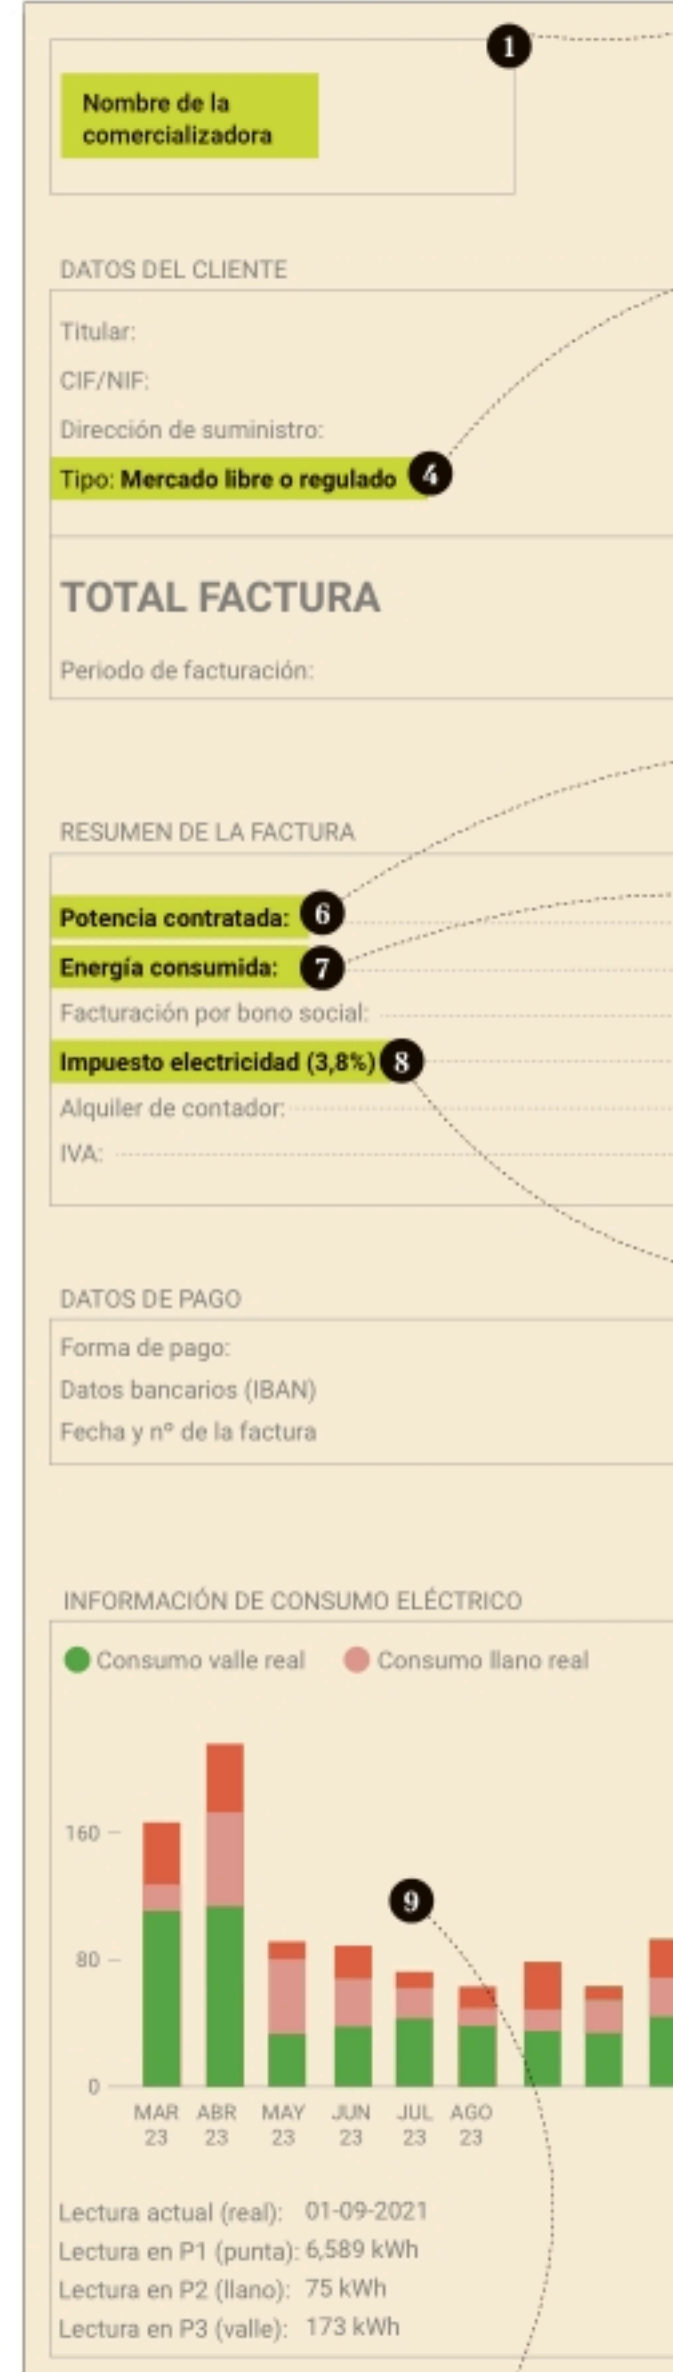 1
Nombre de la
comercializadora
DATOS DEL CLIENTE
Titular:
CIF/NIF:
Dirección de suministro:
Tipo: Mercado libre o regulado 4
TOTAL FACTURA
Periodo de facturación:
RESUMEN DE LA FACTURA
Potencia contratada: 6
Energía consumida: 7
Facturación por bono social:
Impuesto electricidad (3,8%) 8
Alquiler de contador:
IVA:
DATOS DE PAGO
Forma de pago:
Datos bancarios (IBAN)
Fecha y nº de la factura
INFORMACIÓN DE CONSUMO ELÉCTRICO
Consumo valle real Consumo llano real
160
9
80
0
MAR ABR MAY JUN JUL AGO
23 23 23 23 23 23
Lectura actual (real): 01-09-2021
Lectura en P1 (punta): 6,589 kWh
Lectura en P2 (llano): 75 kWh
Lectura en P3 (valle): 173 kWh